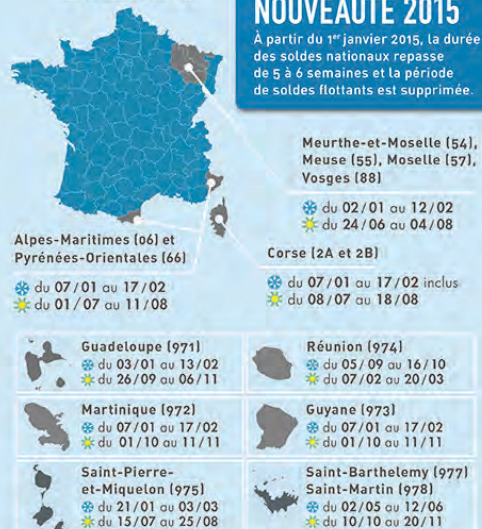 NOUVEAUTÉ 2015
À partir du 1er janvier 2015, la durée
des soldes nationaux repasse
de 5 à 6 semaines et la période
de soldes flottants est supprimée.
Meurthe-et-Moselle (54),
Meuse (55), Moselle (57),
Vosges (88)
du 02/01 au 12/02
du 24/06 au 04/08
Alpes-Maritimes (06) et
Pyrénées-Orientales (66)
du 07/01 au 17/02
du 01/07 au 11/08
Corse (2A et 2B)
du 07/01 au 17/02 inclus
du 08/07 au 18/08
Guadeloupe (971)
du 03/01 au 13/02
du 26/09 au 06/11
Réunion (974)
du 05/09 au 16/10
du 07/02 au 20/03
Martinique (972)
du 07/01 au 17/02
du 01/10 au 11/11
Guyane (973)
du 07/01 au 17/02
du 01/10 au 11/11
Saint-Pierre-
et-Miquelon (975)
du 21/01 au 03/03
du 15/07 au 25/08
Saint-Barthelemy (977)
Saint-Martin (978)
du 02/05 au 12/06
du 10/10 au 20/11